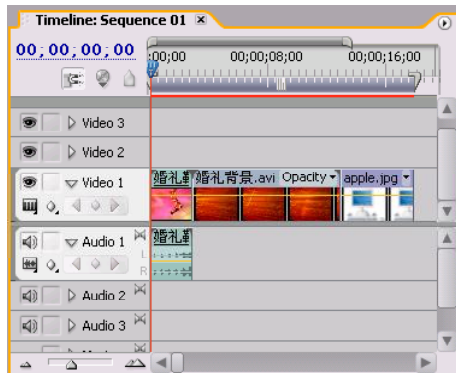 Timeline: Sequence 01 ×
00;00;00;00
:00;00 00;00;08;00 00;00;16;00
Video 3
Video 2
Video 1
婚礼 婚礼背景.avi Opacity apple.jpg
Audio 1
婚礼
L
R
Audio 2
Audio 3